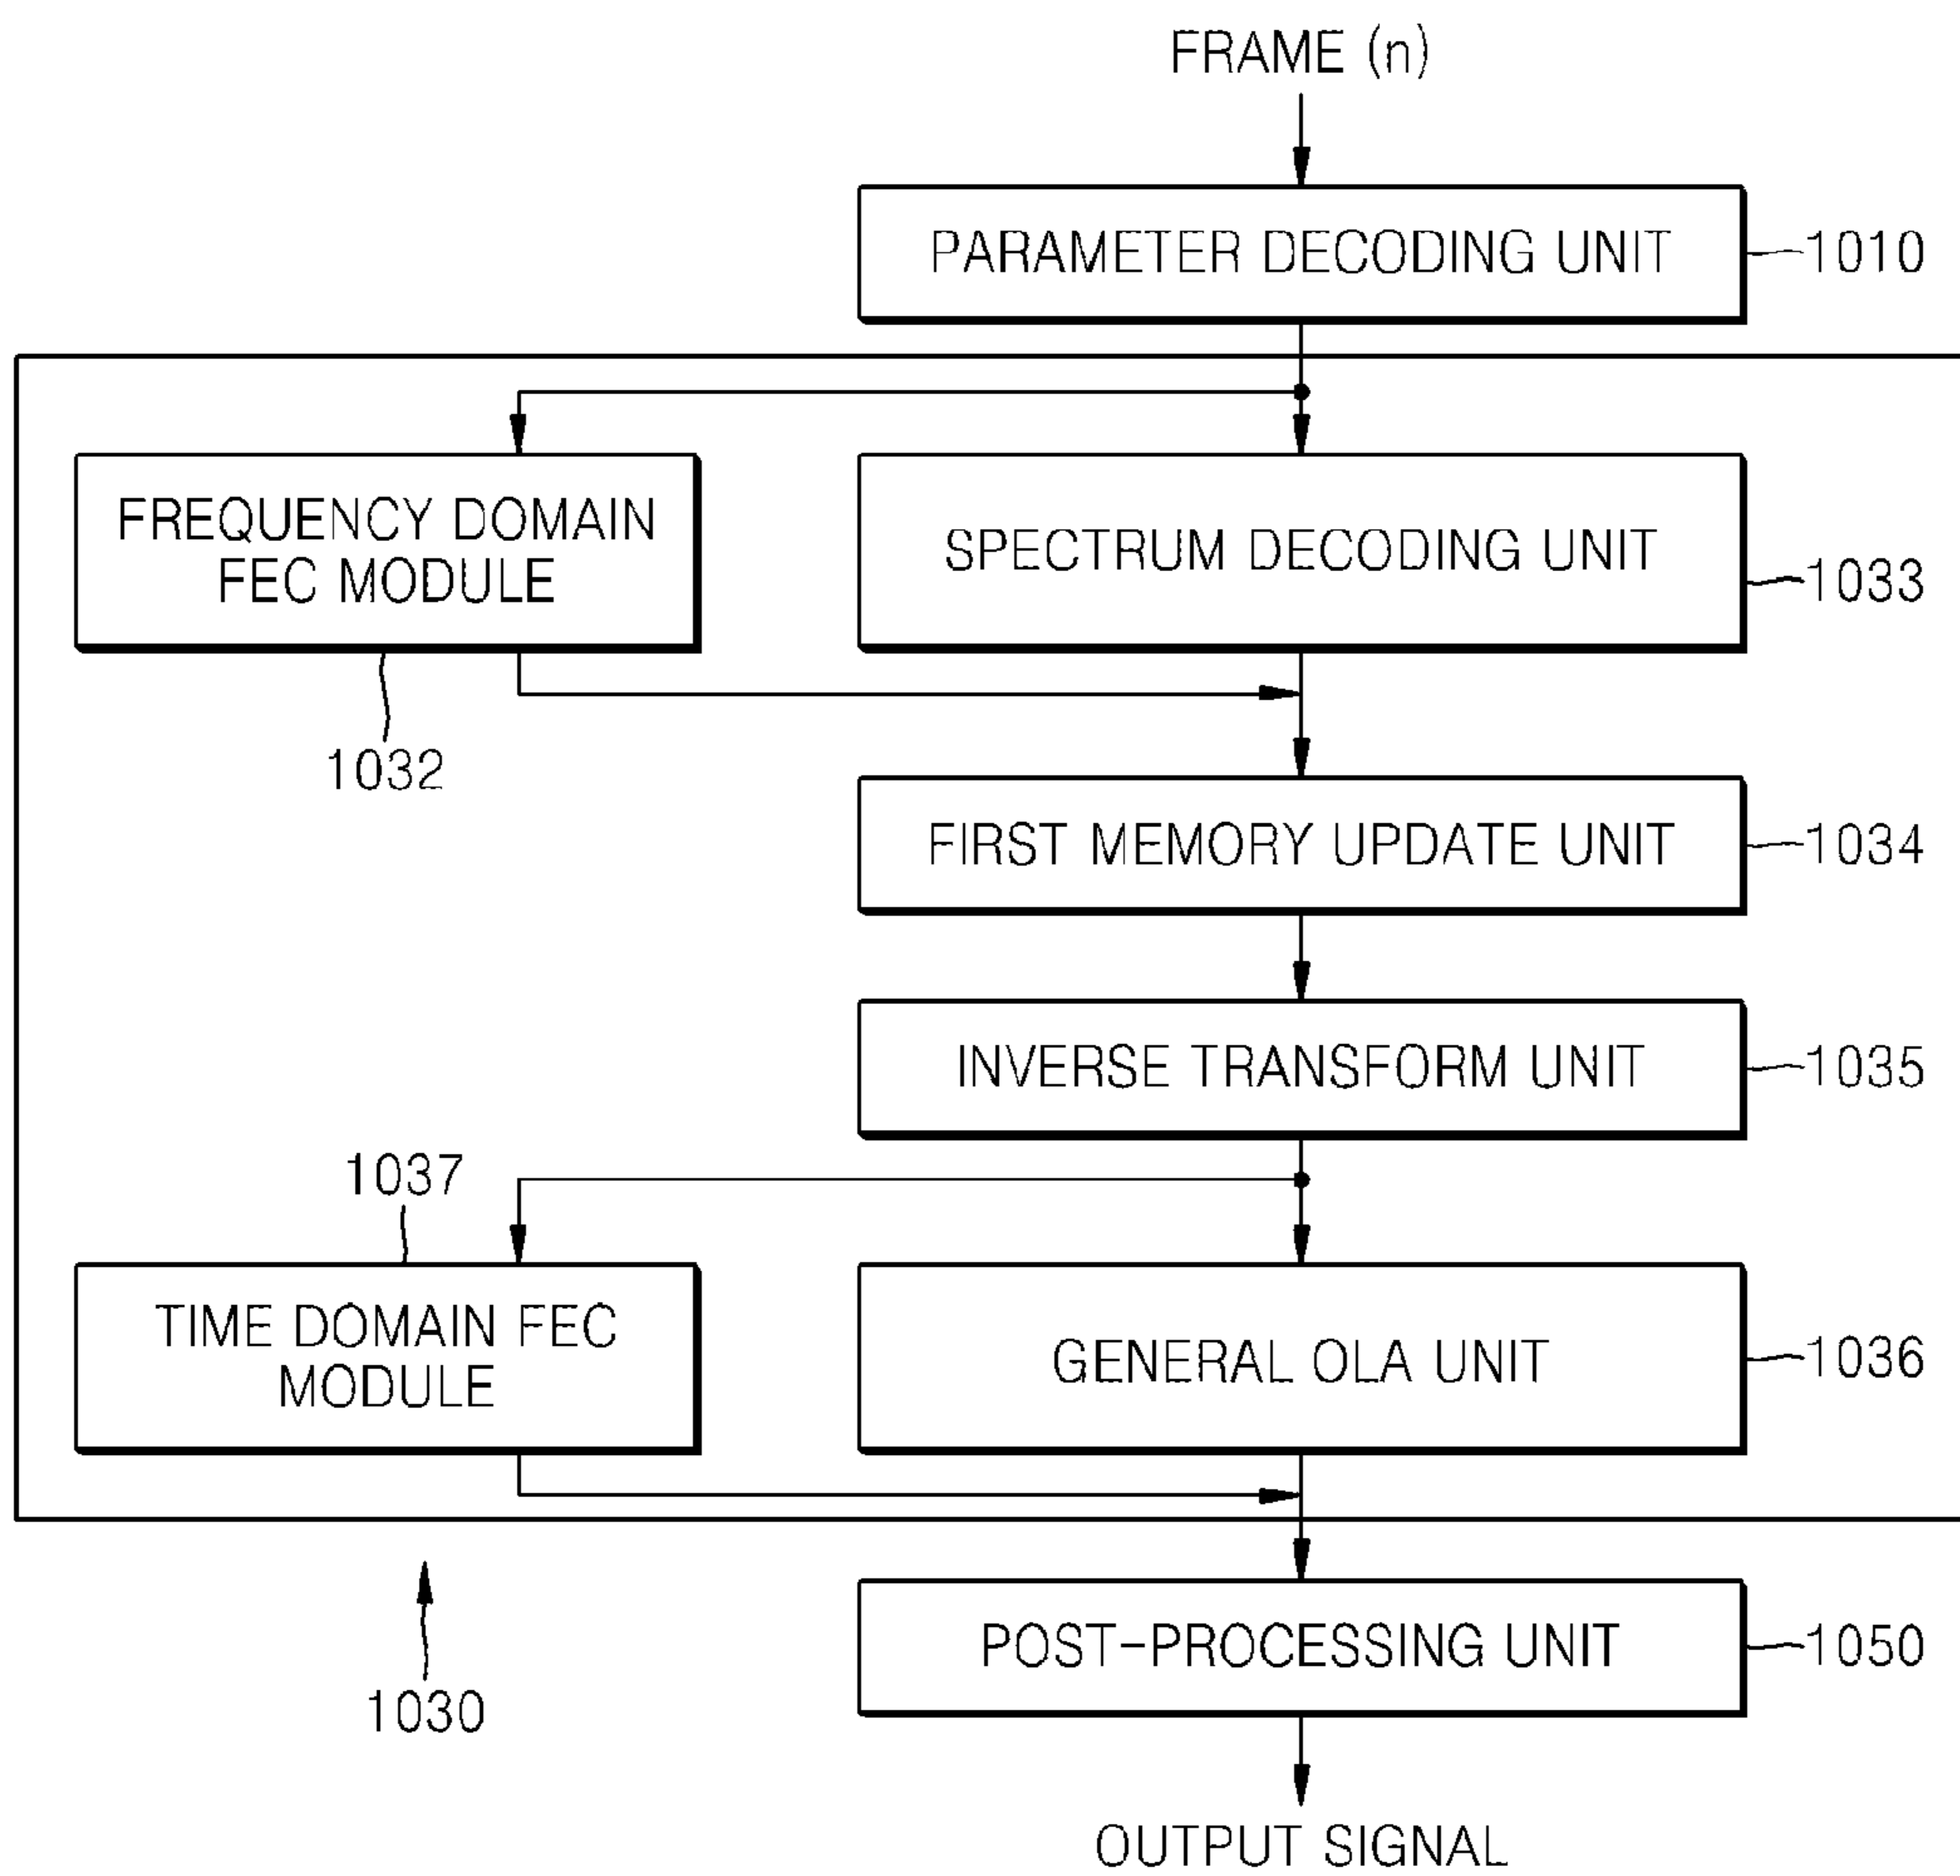 FRAME (n)
PARAMETER DECODING UNIT
1010
FREQUENCY DOMAIN
FEC MODULE
SPECTRUM DECODING UNIT
1033
1032
FIRST MEMORY UPDATE UNIT
1034
INVERSE TRANSFORM UNIT
1035
1037
TIME DOMAIN FEC
MODULE
GENERAL OLA UNIT
1036
POST-PROCESSING UNIT
1050
1030
OUTPUT SIGNAL